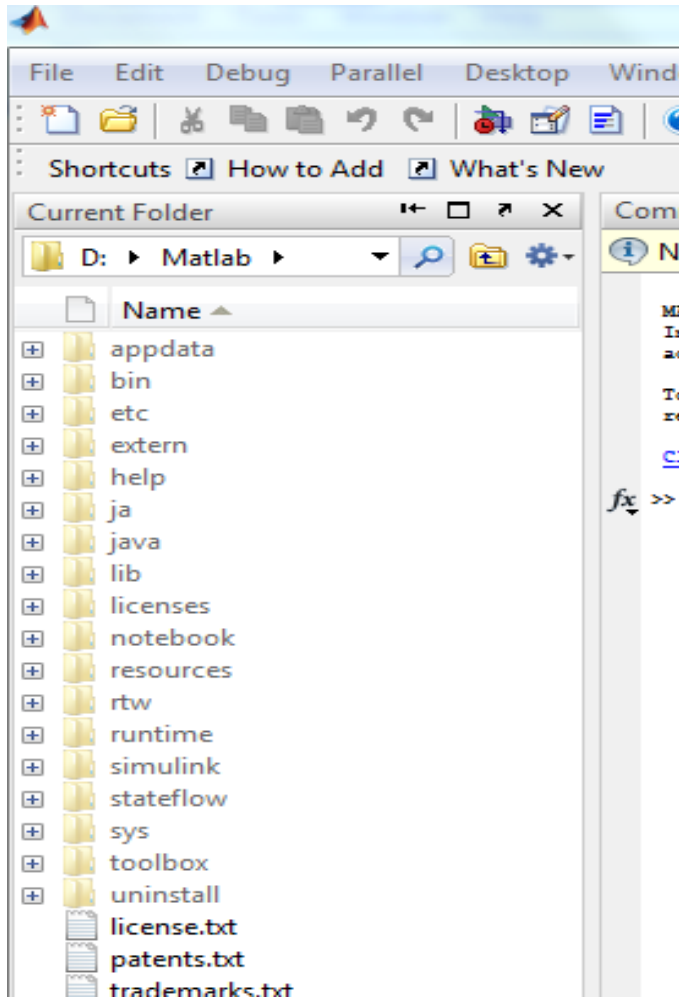 File Edit Debug Parallel Desktop Wind
Shortcuts How to Add What's New
Current Folder
Com
D: Matlab
N
Name
appdata
bin
etc
extern
help
ja
java
lib
licenses
notebook
resources
rtw
runtime
simulink
stateflow
sys
toolbox
uninstall
license.txt
patents.txt
trademarks.txt
fx >>